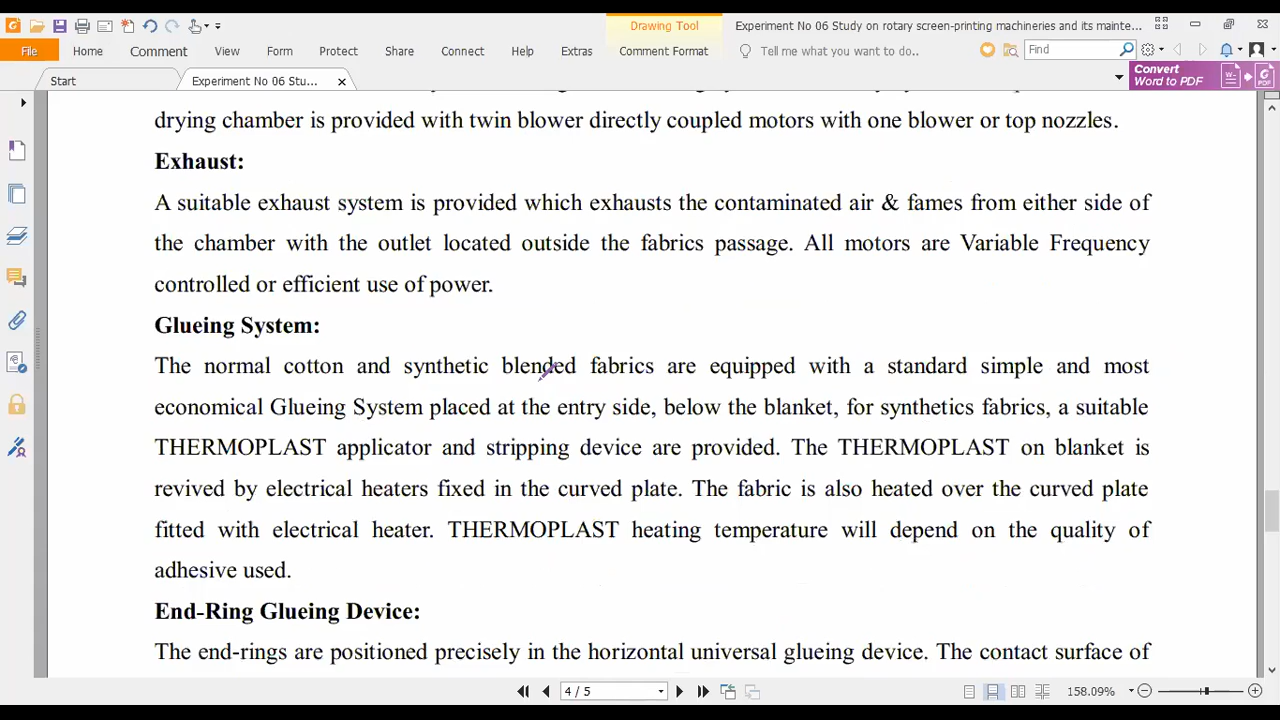 Drawing Tool
Experiment No 06 Study on rotary screen-printing machineries and its mainte...
File Home Comment View Form Protect Share Connect Help Extras Comment Format Tell me what you want to do.. Find
Start Experiment No 06 Stu...
Convert
Word to PDF
drying chamber is provided with twin blower directly coupled motors with one blower or top nozzles.
Exhaust:
A suitable exhaust system is provided which exhausts the contaminated air & fames from either side of
the chamber with the outlet located outside the fabrics passage. All motors are Variable Frequency
controlled or efficient use of power.
Glueing System:
The normal cotton and synthetic blended fabrics are equipped with a standard simple and most
economical Glueing System placed at the entry side, below the blanket, for synthetics fabrics, a suitable
THERMOPLAST applicator and stripping device are provided. The THERMOPLAST on blanket is
revived by electrical heaters fixed in the curved plate. The fabric is also heated over the curved plate
fitted with electrical heater. THERMOPLAST heating temperature will depend on the quality of
adhesive used.
End-Ring Glueing Device:
The end-rings are positioned precisely in the horizontal universal glueing device. The contact surface of
4 / 5 158.09%